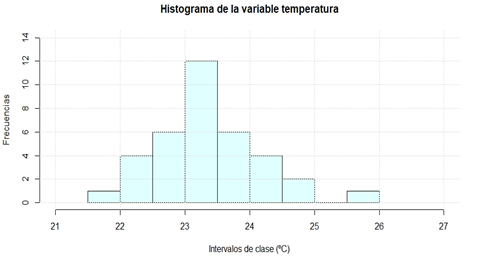 Histograma de la variable temperatura
Frecuencias
14
12
10
8
6
4
2
0
21 22 23 24 25 26 27
Intervalos de clase (ºC)